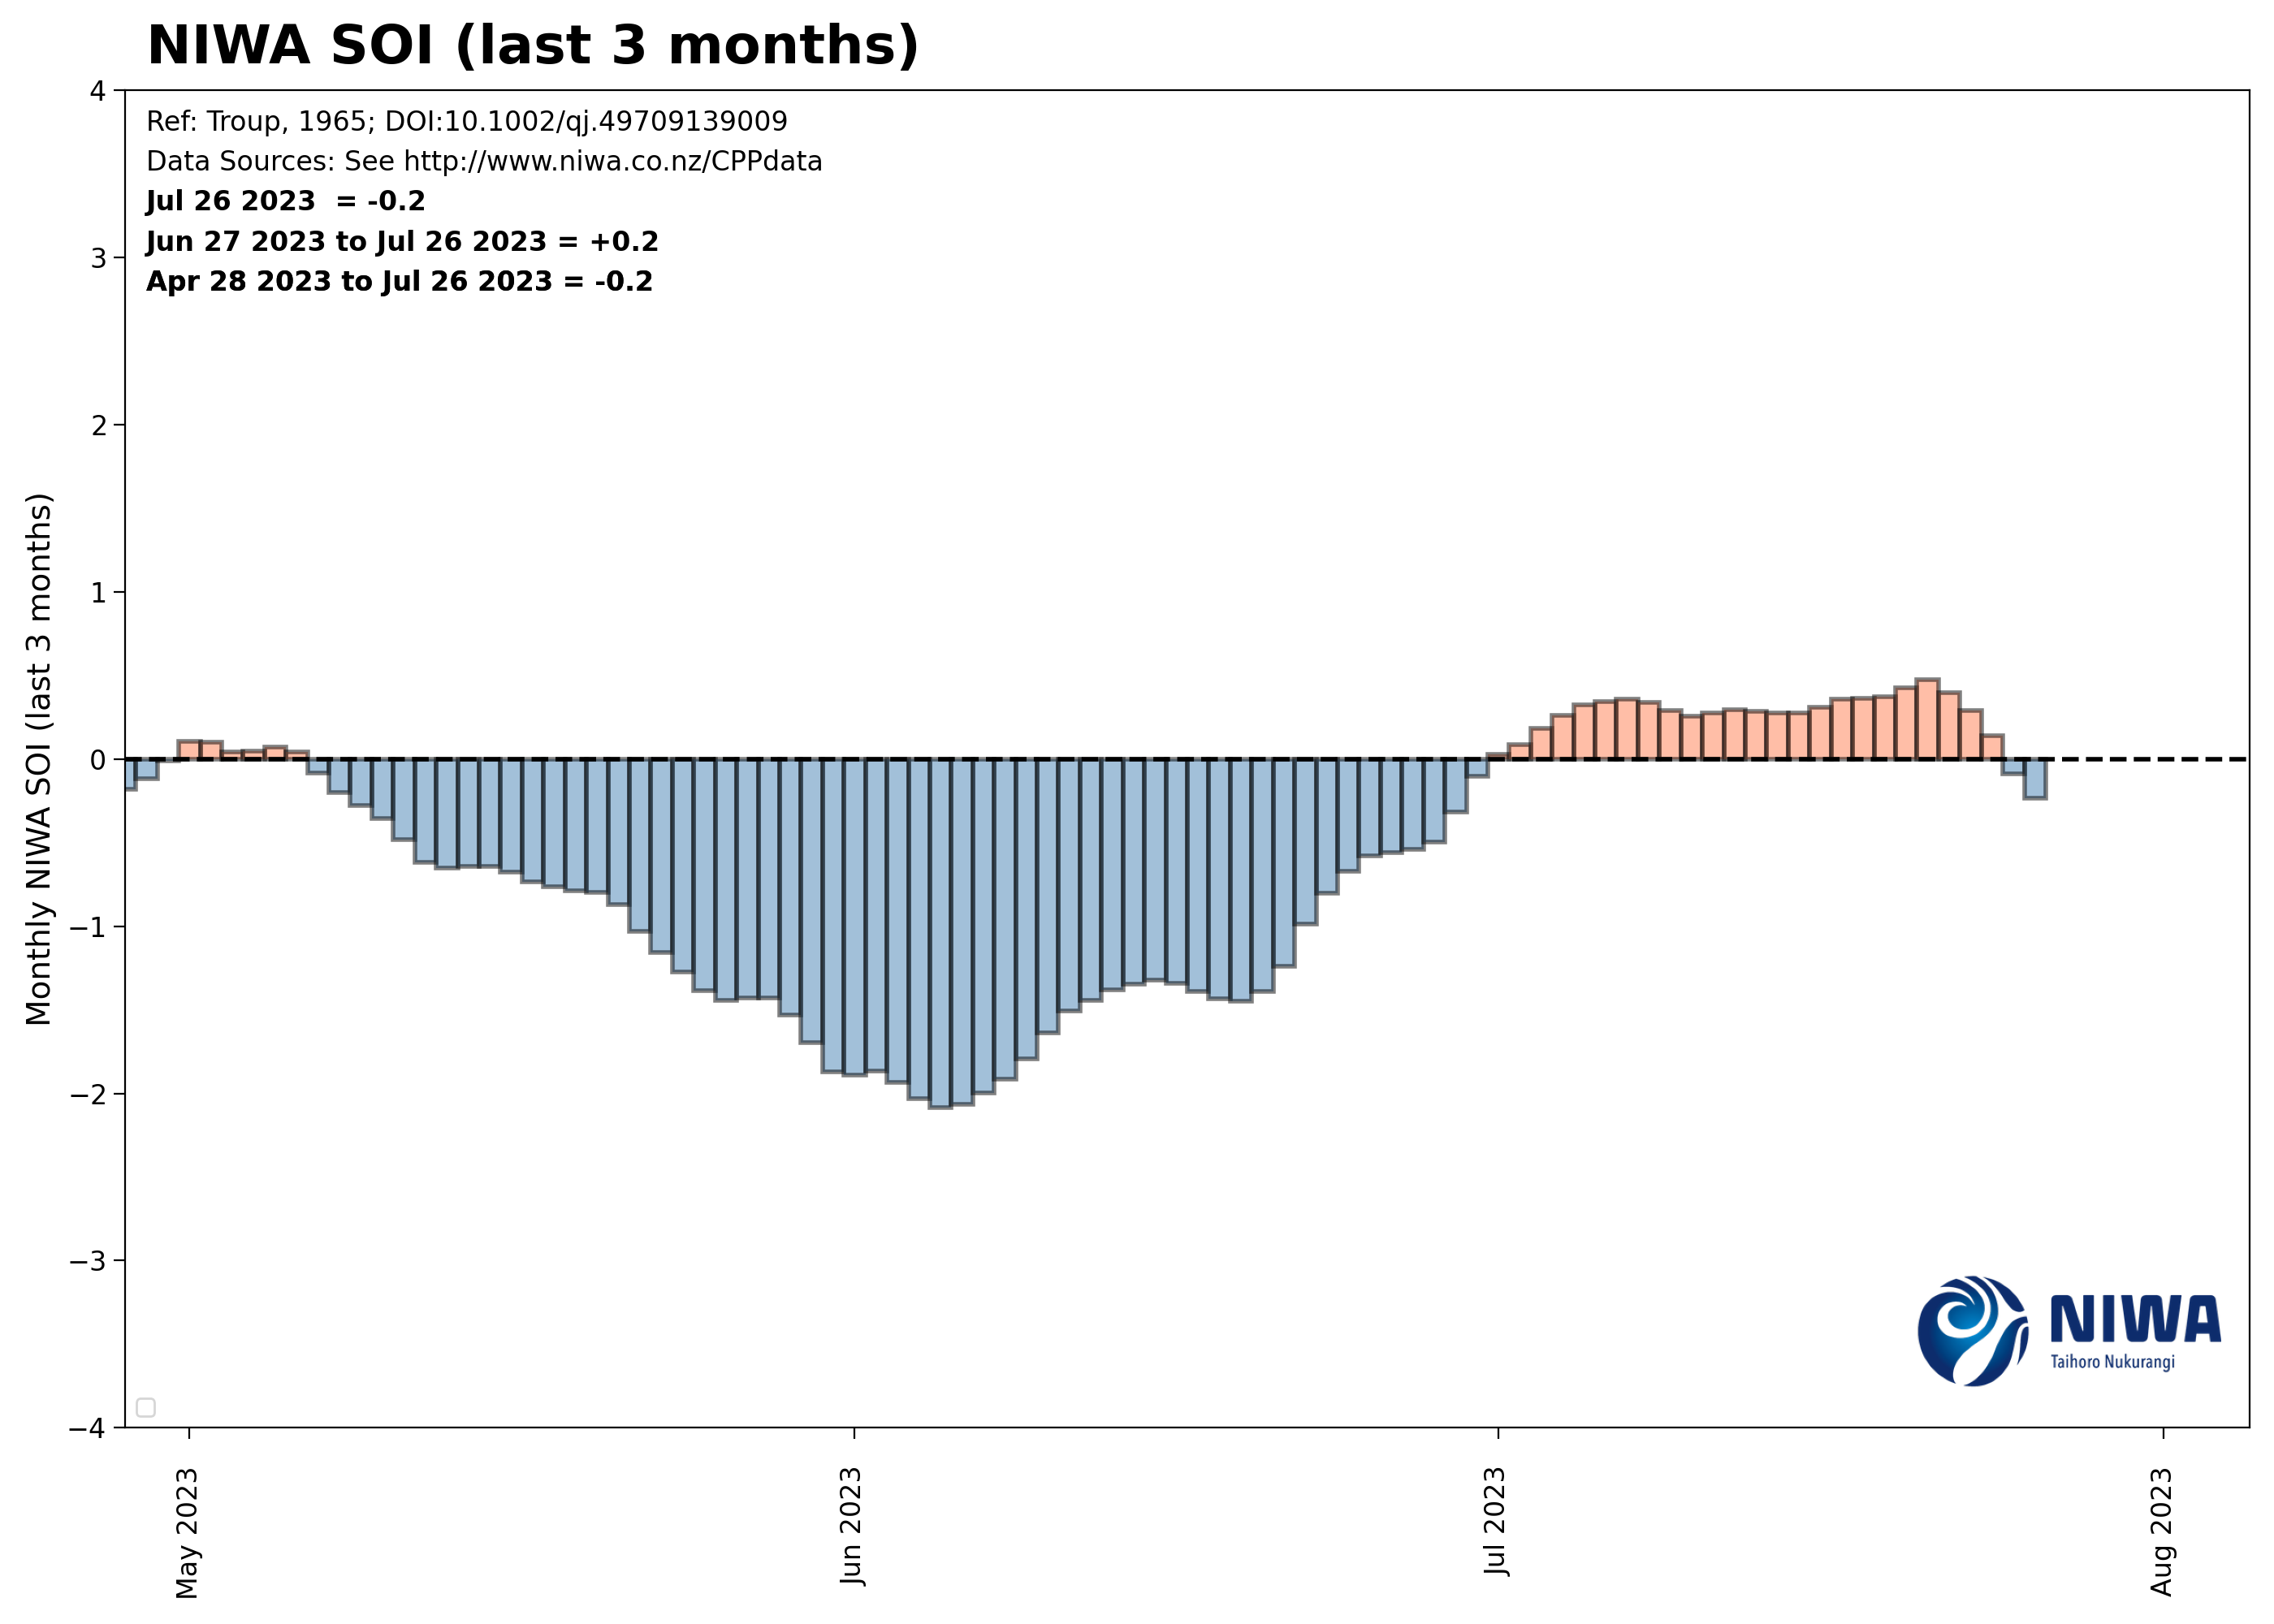 NIWA SOI (last 3 months)
Ref: Troup, 1965; DOI:10.1002/qj.49709139009
Data Sources: See http://www.niwa.co.nz/CPPdata
Jul 26 2023  = -0.2
Jun 27 2023 to Jul 26 2023 = +0.2
Apr 28 2023 to Jul 26 2023 = -0.2
Monthly NIWA SOI (last 3 months)
4
3
2
1
0
−1
−2
−3
−4
May 2023
Jun 2023
Jul 2023
Aug 2023
NIWA
Taihoro Nukurangi